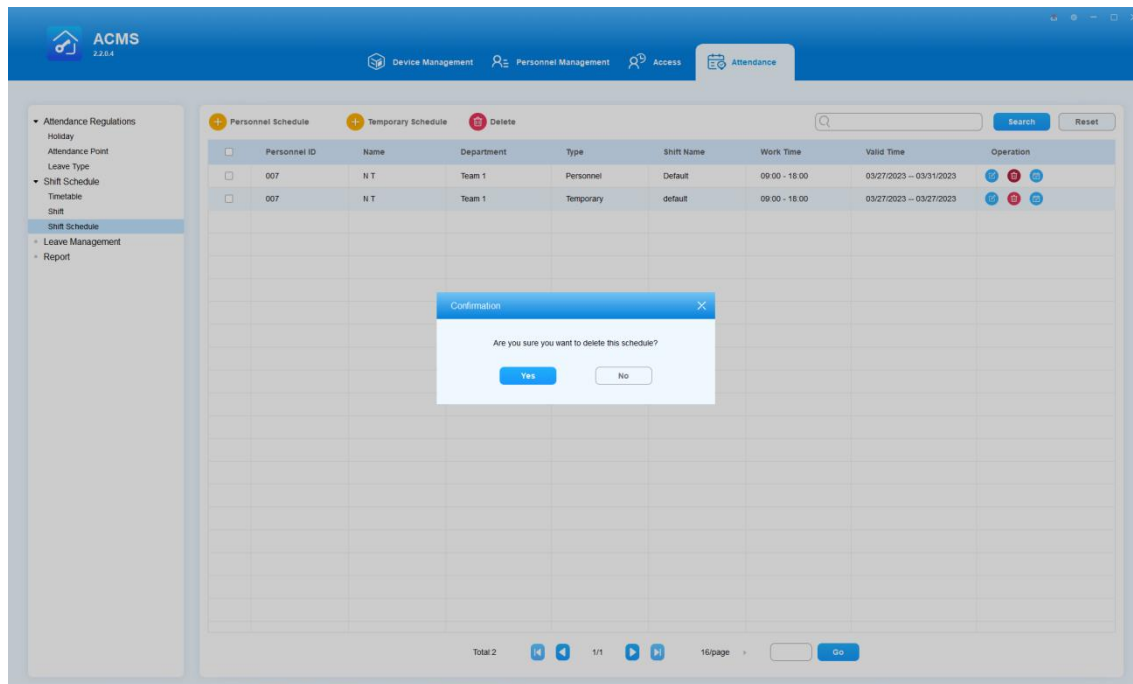 ACMS
2.2.0.4
Device Management Personnel Management Access Attendance
Attendance Regulations
Holiday
Attendance Point
Leave Type
Shift Schedule
Timetable
Shift
Shift Schedule
Leave Management
Report
Personnel Schedule Temporary Schedule Delete Search Reset
Personnel ID Name Department Type Shift Name Work Time Valid Time Operation
007 N T Team 1 Personnel Default 09:00 - 18:00 03/27/2023 -- 03/31/2023
007 N T Team 1 Temporary default 09:00 - 18:00 03/27/2023 -- 03/27/2023
Confirmation
Are you sure you want to delete this schedule?
Yes No
Total:2 1/1 16/page Go